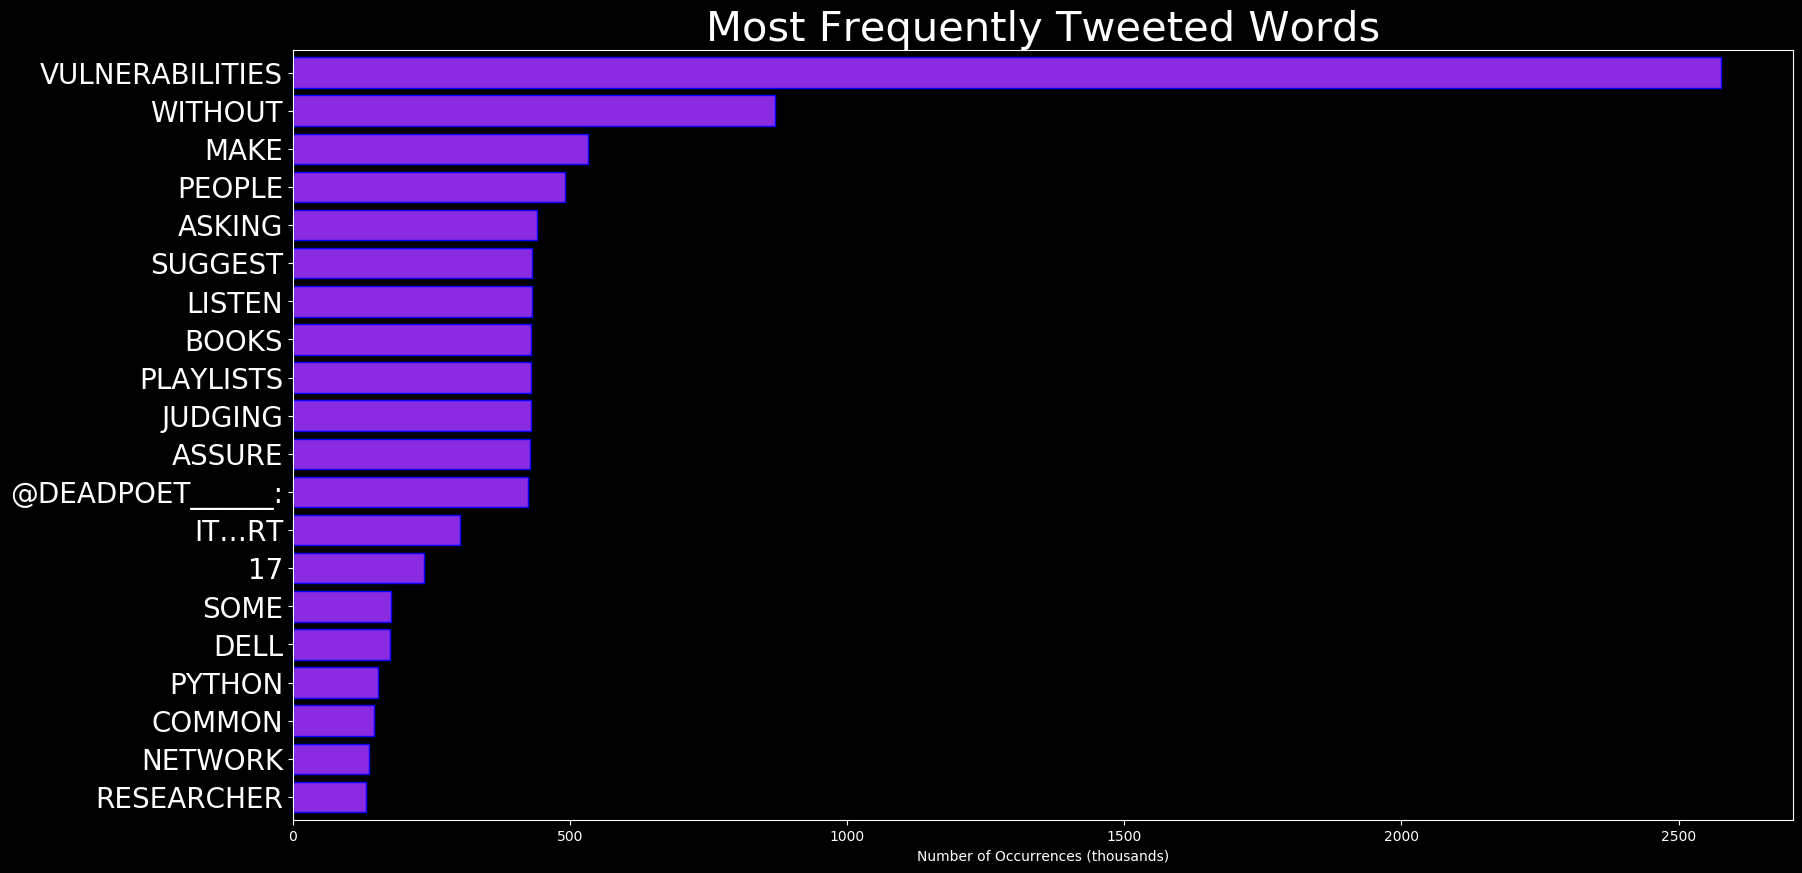 Most Frequently Tweeted Words
VULNERABILITIES
WITHOUT
MAKE
PEOPLE
ASKING
SUGGEST
LISTEN
BOOKS
PLAYLISTS
JUDGING
ASSURE
@DEADPOET______:
IT…RT
17
SOME
DELL
PYTHON
COMMON
NETWORK
RESEARCHER
0 500 1000 1500 2000 2500
Number of Occurrences (thousands)